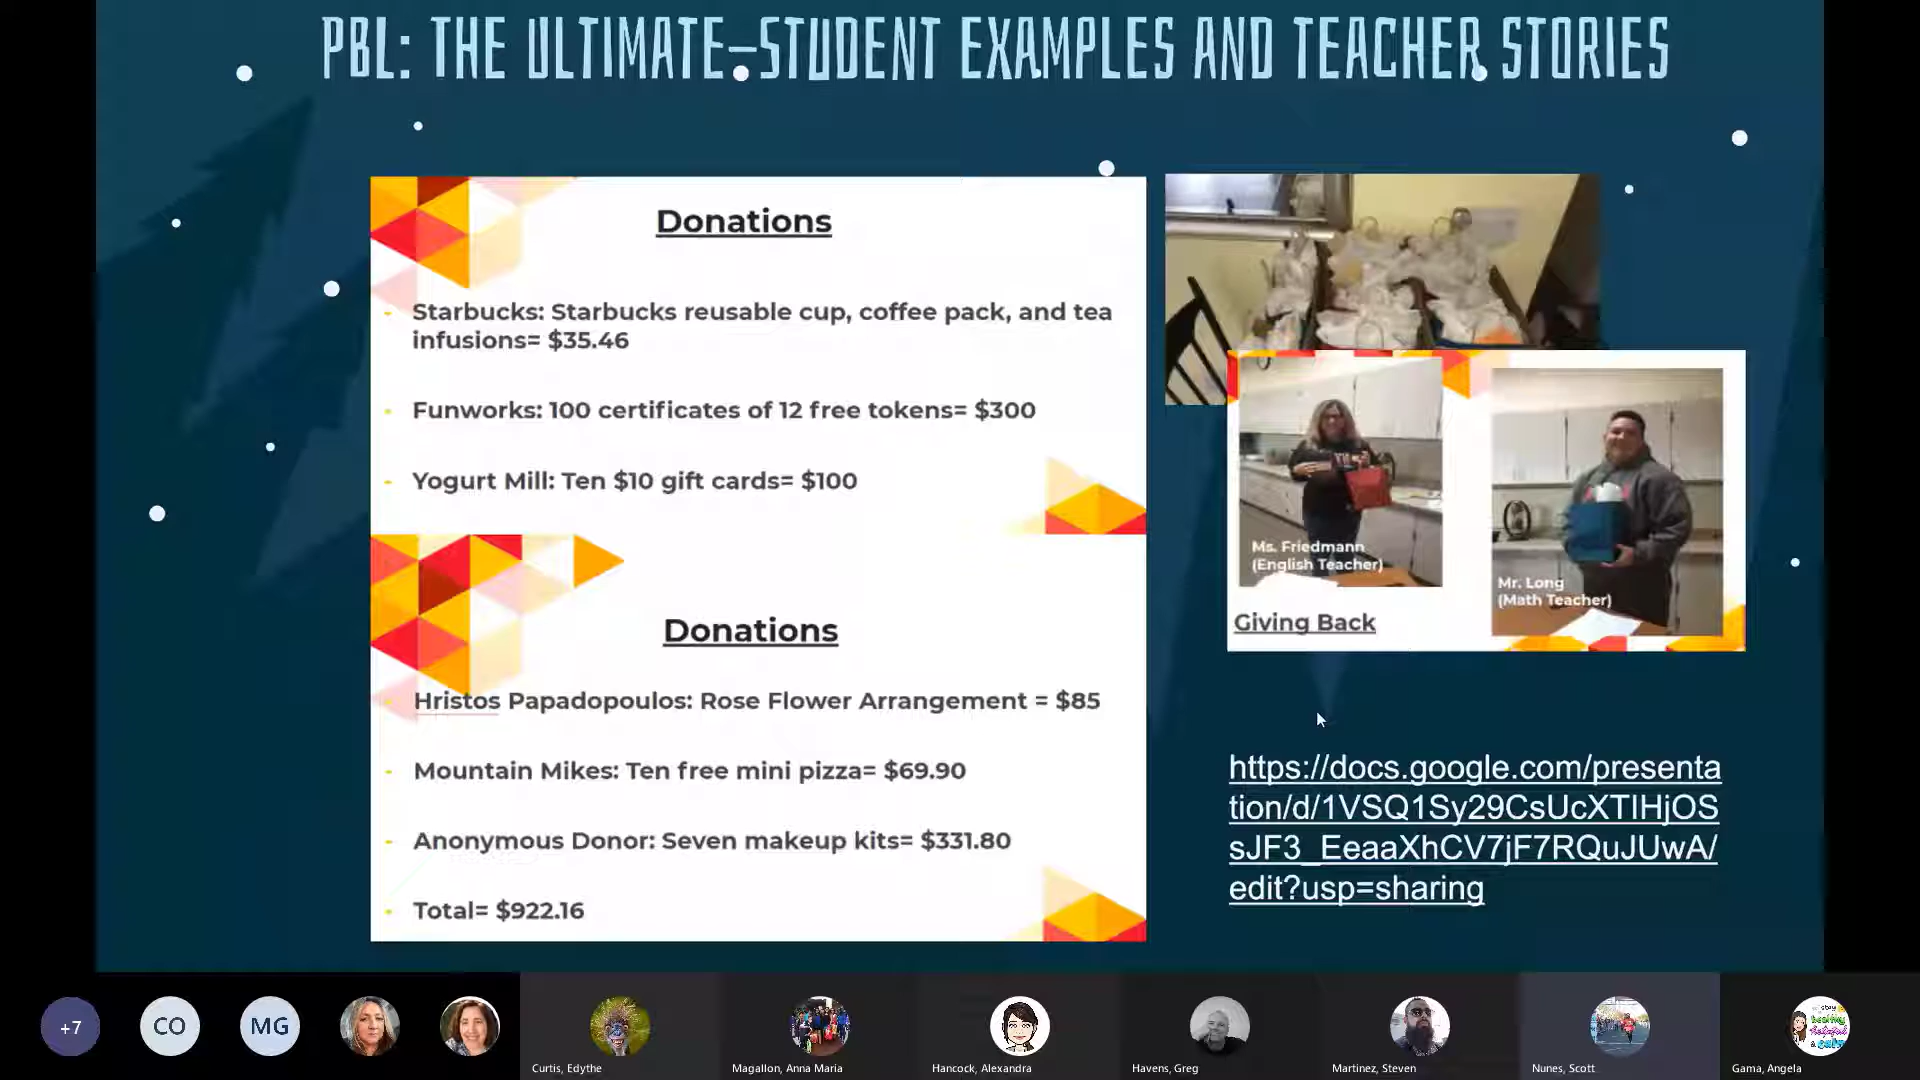 PBL: THE ULTIMATE-STUDENT EXAMPLES AND TEACHER STORIES
Donations
- Starbucks: Starbucks reusable cup, coffee pack, and tea
infusions= $35.46
- Funworks: 100 certificates of 12 free tokens= $300
- Yogurt Mill: Ten $10 gift cards= $100
Donations
- Hristos Papadopoulos: Rose Flower Arrangement = $85
- Mountain Mikes: Ten free mini pizza= $69.90
- Anonymous Donor: Seven makeup kits= $331.80
- Total= $922.16
Ms. Friedmann
(English Teacher)
Mr. Long
(Math Teacher)
Giving Back
https://docs.google.com/presenta
tion/d/1VSQ1Sy29CsUcXTIHjOS
sJF3_EeaaXhCV7jF7RQuJUwA/
edit?usp=sharing
+7
CO
MG
Curtis, Edythe
Magallon, Anna Maria
Hancock, Alexandra
Havens, Greg
Martinez, Steven
Nunes, Scott
Gama, Angela
stay
healthy